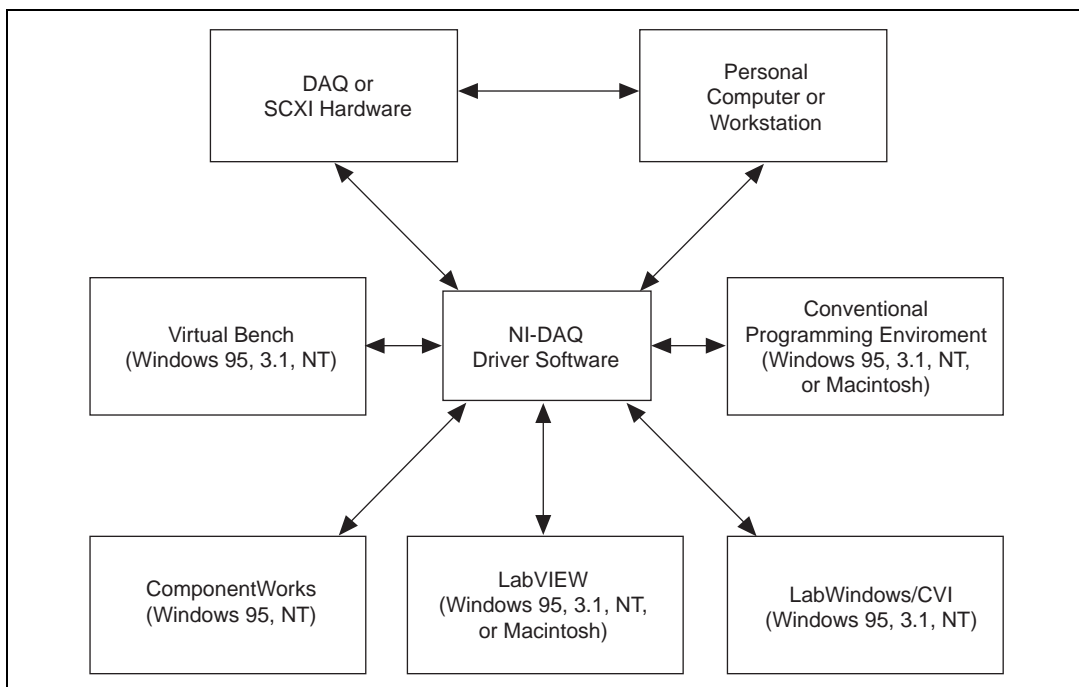 DAQ or
SCXI Hardware
Personal
Computer or
Workstation
Virtual Bench
(Windows 95, 3.1, NT)
NI-DAQ
Driver Software
Conventional
Programming Enviroment
(Windows 95, 3.1, NT,
or Macintosh)
ComponentWorks
(Windows 95, NT)
LabVIEW
(Windows 95, 3.1, NT,
or Macintosh)
LabWindows/CVI
(Windows 95, 3.1, NT)